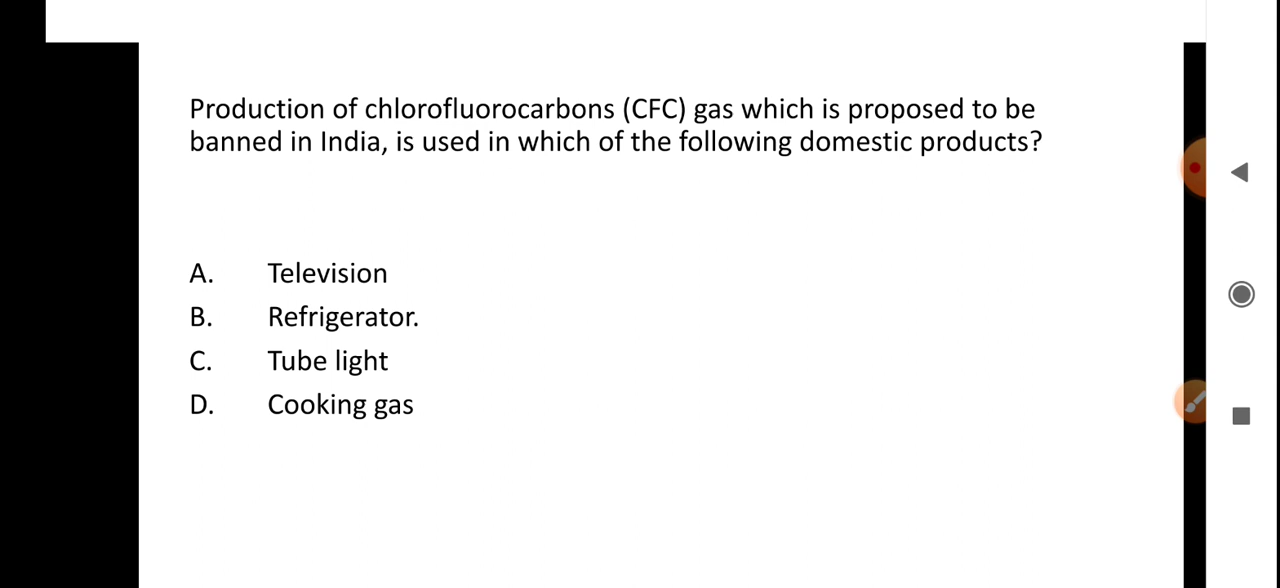 Production of chlorofluorocarbons (CFC) gas which is proposed to be
banned in India, is used in which of the following domestic products?
A. Television
B. Refrigerator.
C. Tube light
D. Cooking gas